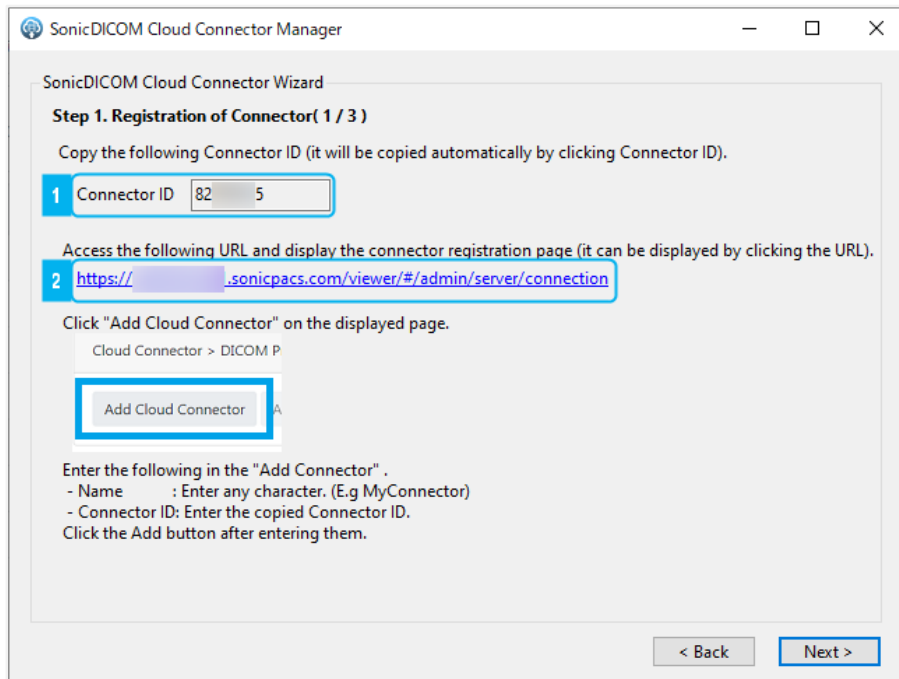 SonicDICOM Cloud Connector Manager
SonicDICOM Cloud Connector Wizard
Step 1. Registration of Connector( 1 / 3 )
Copy the following Connector ID (it will be copied automatically by clicking Connector ID).
1 Connector ID 82 5
Access the following URL and display the connector registration page (it can be displayed by clicking the URL).
2 https:// .sonicpacs.com/viewer/#/admin/server/connection
Click "Add Cloud Connector" on the displayed page.
Cloud Connector > DICOM P
Add Cloud Connector A
Enter the following in the "Add Connector" .
- Name : Enter any character. (E.g MyConnector)
- Connector ID: Enter the copied Connector ID.
Click the Add button after entering them.
< Back Next >